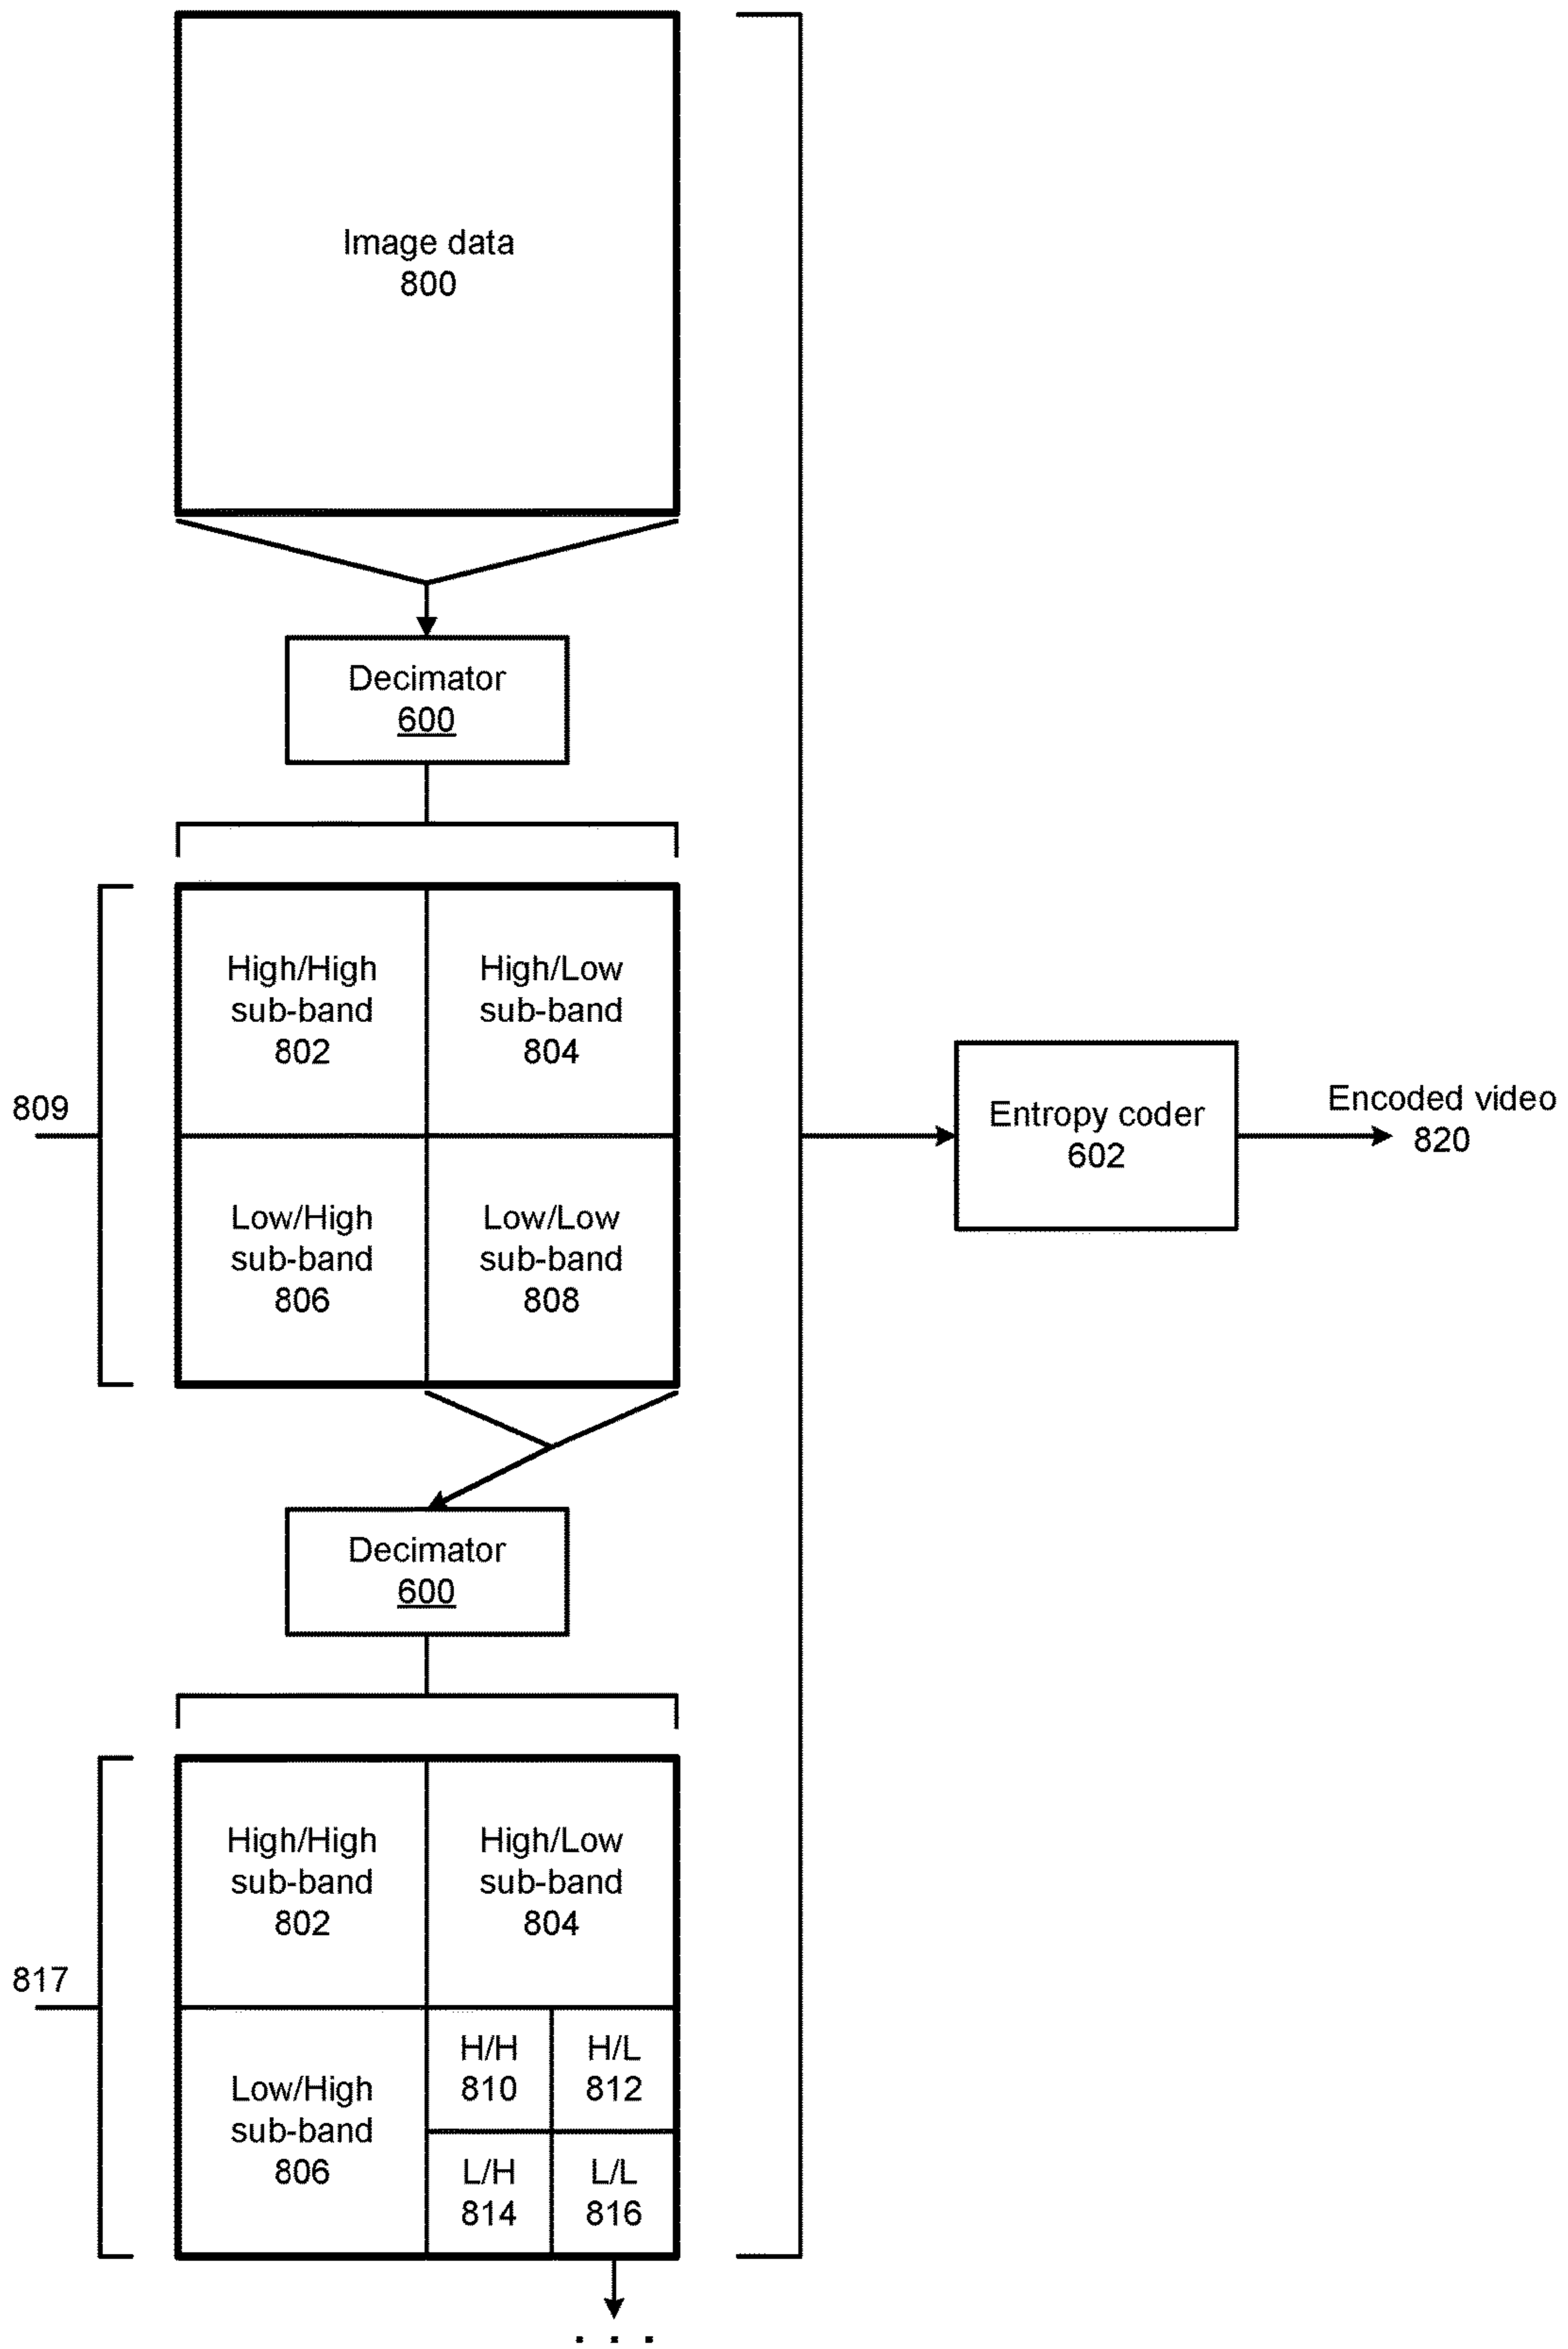 Image data
800
Decimator
600
High/High
sub-band
802
High/Low
sub-band
804
809
Low/High
sub-band
806
Low/Low
sub-band
808
Entropy coder
602
Encoded video
820
Decimator
600
High/High
sub-band
802
High/Low
sub-band
804
817
Low/High
sub-band
806
H/H
810
H/L
812
L/H
814
L/L
816
. . .